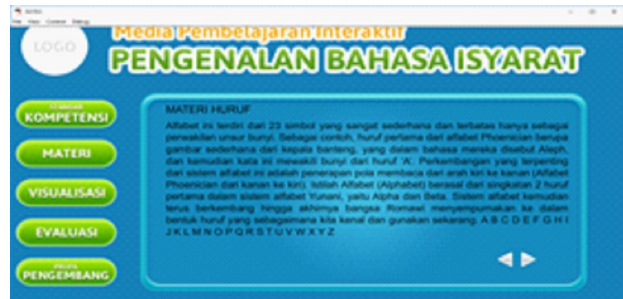 File View Control Debug
LOGO
Media Pembelajaran Interaktif
PENGENALAN BAHASA ISYARAT
STANDAR
KOMPETENSI
MATERI
VISUALISASI
EVALUASI
PROFIL
PENGEMBANG
MATERI HURUF
Alfabet ini terdiri dari 23 simbol yang sangat sederhana dan terbatas hanya sebagai
perwakilan unsur bunyi. Sebagai contoh, huruf pertama dari alfabet Phoenician berupa
gambar sederhana dari kepala banteng, yang dalam bahasa mereka disebut Aleph,
dan kemudian kata ini mewakili bunyi dari huruf 'A'. Perkembangan yang terpenting
dari sistem alfabet ini adalah penerapan pola membaca dari arah kiri ke kanan (Alfabet
Phoenician dari kanan ke kiri). Istilah Alfabet (Alphabet) berasal dari singkatan 2 huruf
pertama dalam sistem alfabet Yunani, yaitu Alpha dan Beta. Sistem alfabet kemudian
terus berkembang hingga akhirnya bangsa Romawi menyempurnakan ke dalam
bentuk huruf yang sebagaimana kita kenal dan gunakan sekarang. A B C D E F G H I
J K L M N O P Q R S T U V W X Y Z